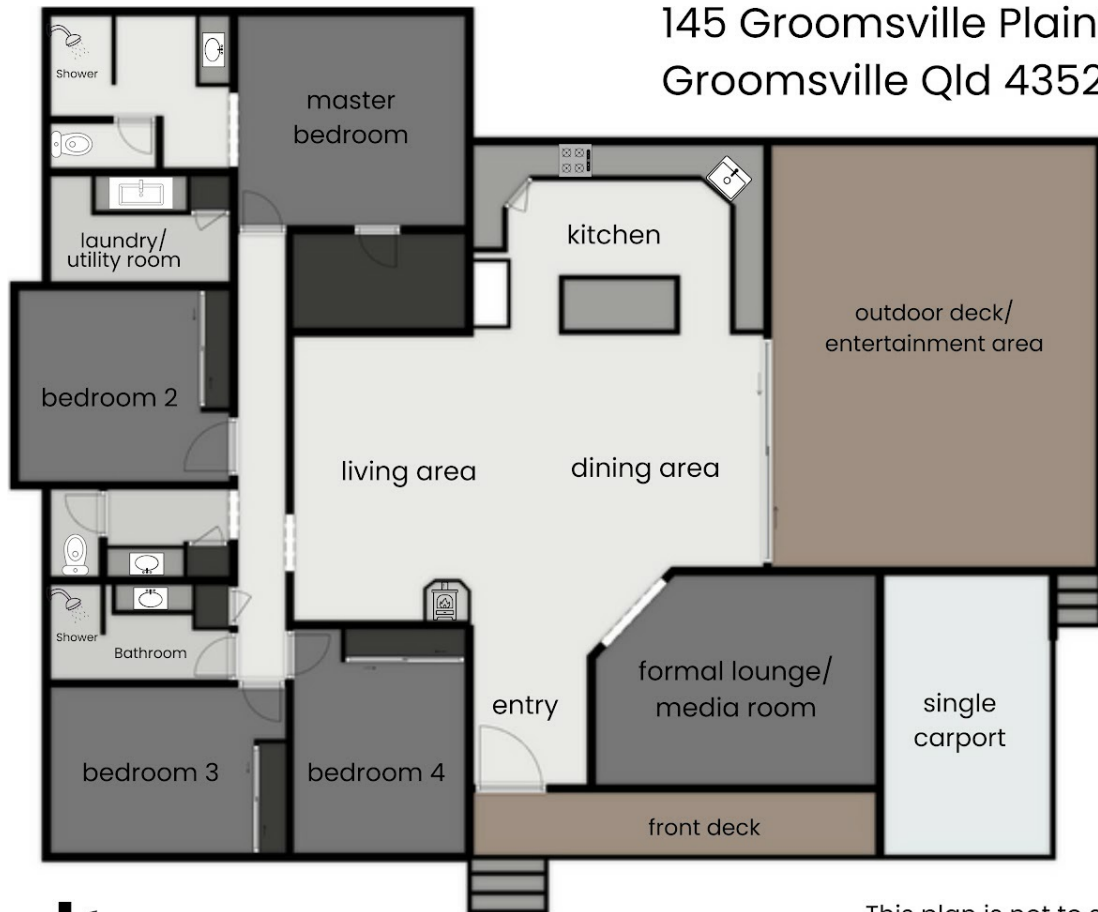 145 Groomsville Plain
Groomsville Qld 4352
Shower
master
bedroom
laundry/
utility room
kitchen
outdoor deck/
entertainment area
bedroom 2
living area
dining area
Shower
Bathroom
formal lounge/
media room
entry
single
carport
bedroom 3
bedroom 4
front deck
This plan is not to